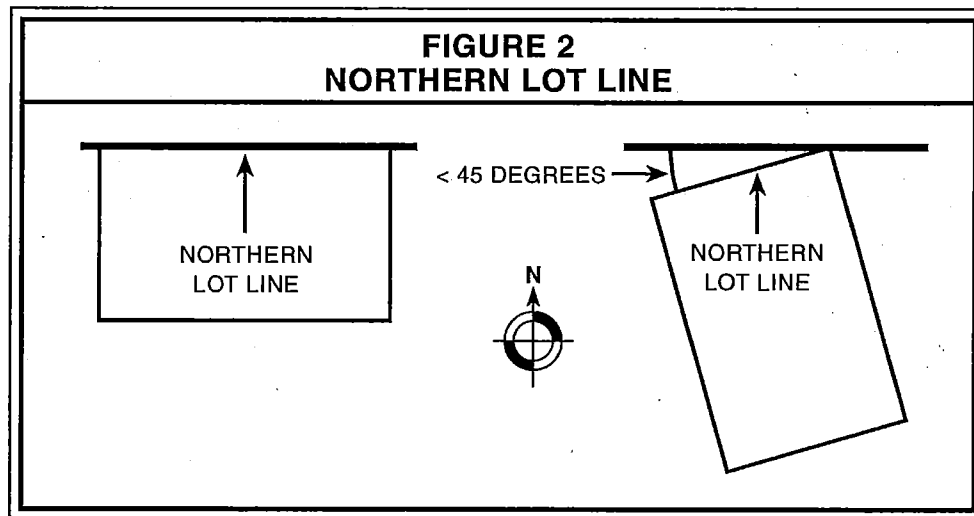 FIGURE 2
NORTHERN LOT LINE
< 45 DEGREES
NORTHERN
LOT LINE
N
NORTHERN
LOT LINE